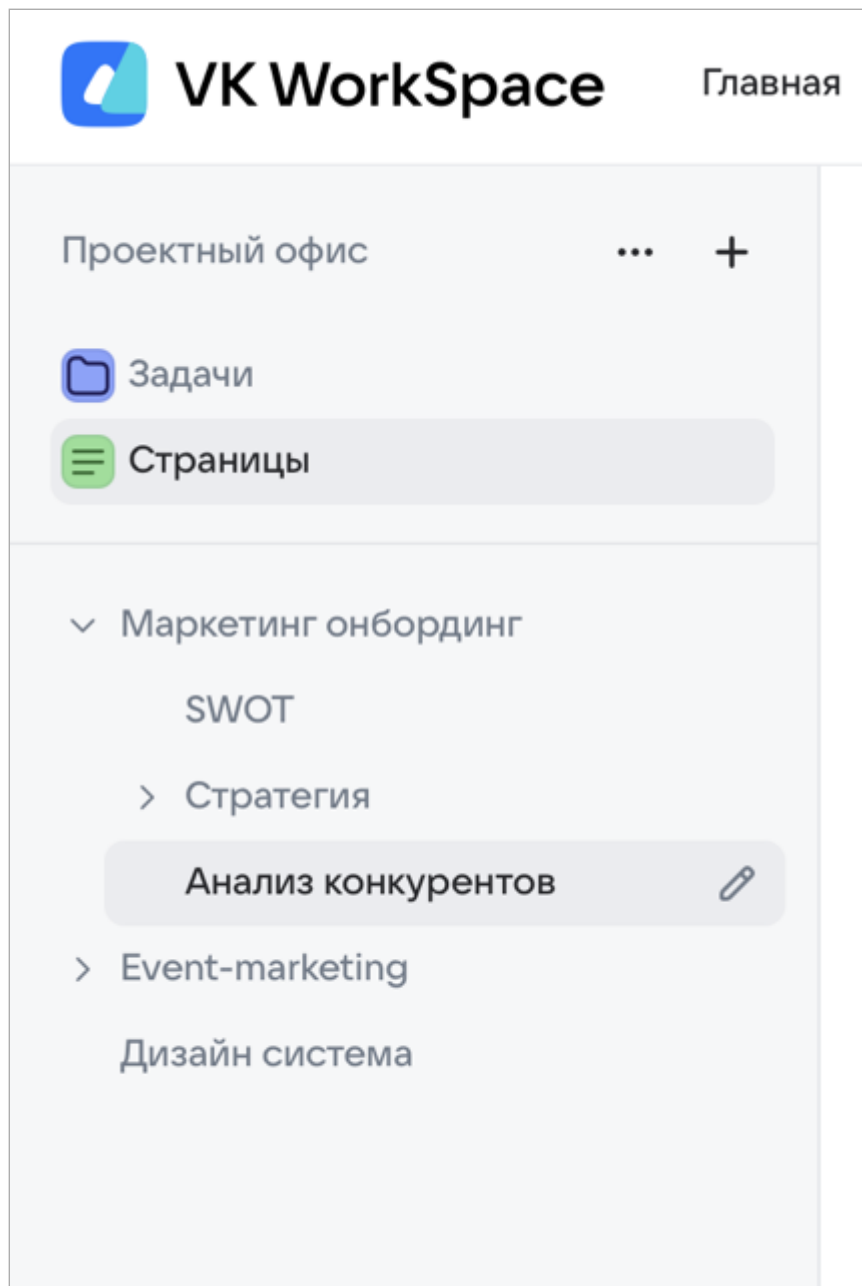 VK WorkSpace Главная
Проектный офис
Задачи
Страницы
Маркетинг онбординг
SWOT
Стратегия
Анализ конкурентов
Event-marketing
Дизайн система